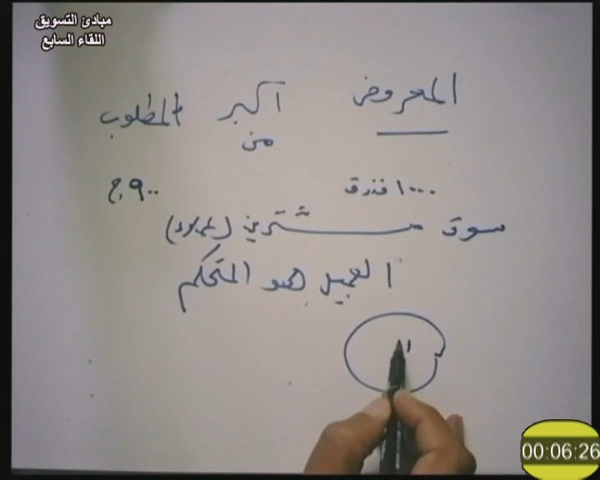 مبادئ التسويق
اللقاء السابع
المعروض أكبر من المطلوب
١٠٠٠ فندق ٩٠٠ ج
سوق مشترين (عملاء)
العميل هو المتحكم
00:06:26